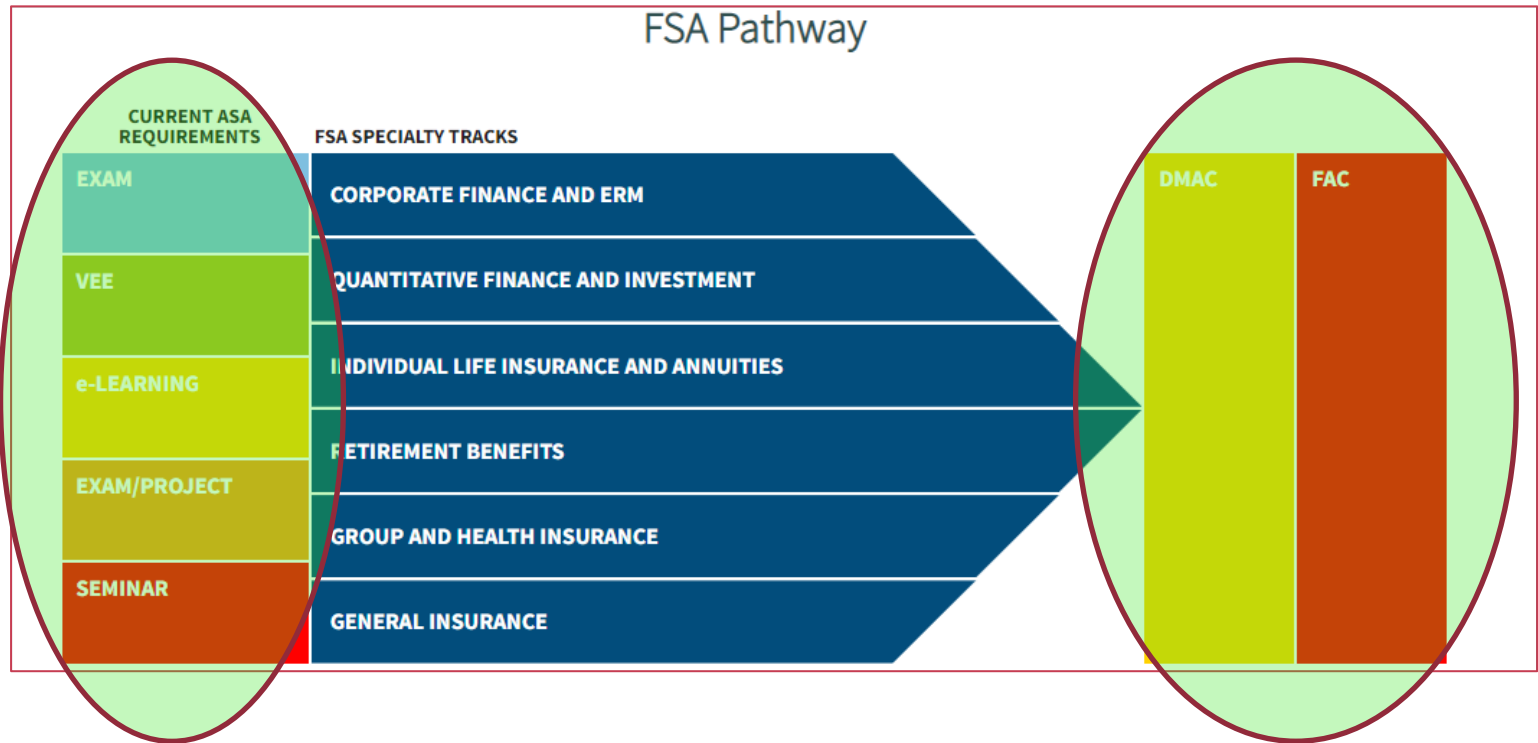 FSA Pathway
CURRENT ASA
REQUIREMENTS
FSA SPECIALTY TRACKS
EXAM
VEE
e-LEARNING
EXAM/PROJECT
SEMINAR
CORPORATE FINANCE AND ERM
QUANTITATIVE FINANCE AND INVESTMENT
INDIVIDUAL LIFE INSURANCE AND ANNUITIES
RETIREMENT BENEFITS
GROUP AND HEALTH INSURANCE
GENERAL INSURANCE
DMAC
FAC